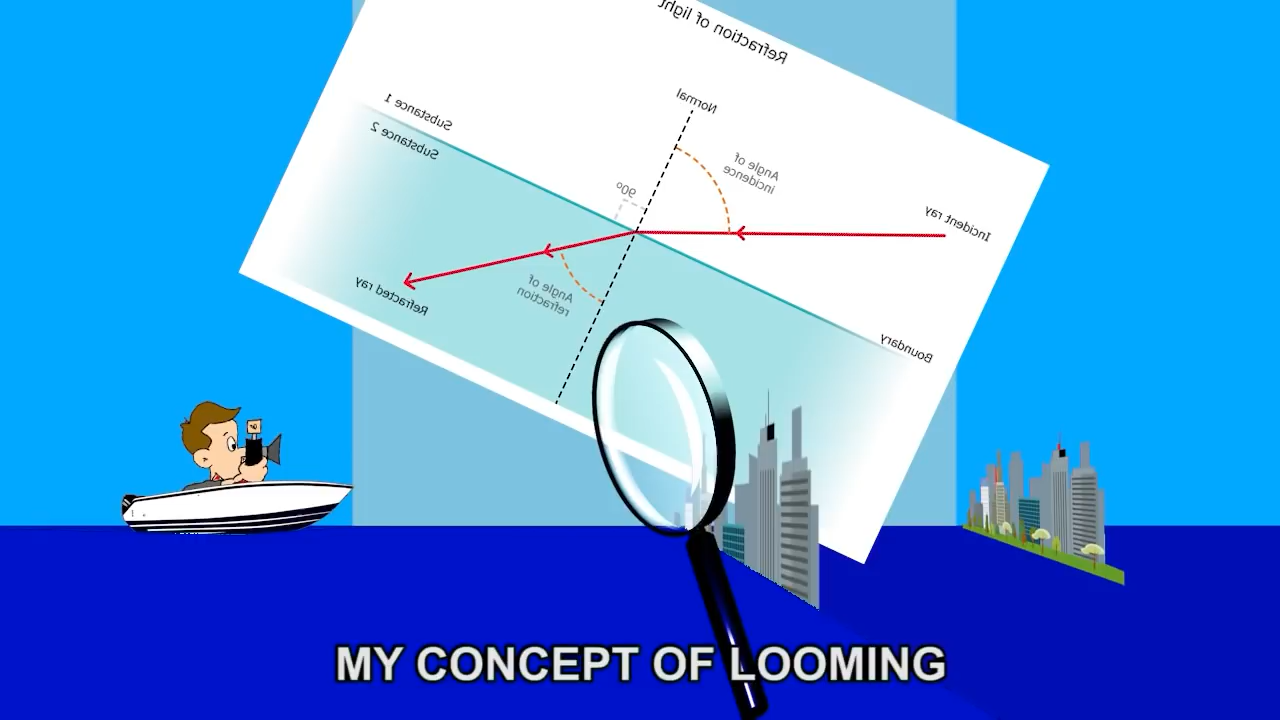 Refraction of light
Normal
Substance 1
Substance 2
Angle of
incidence
90°
Incident ray
Angle of
refraction
Refracted ray
Boundary
MY CONCEPT OF LOOMING